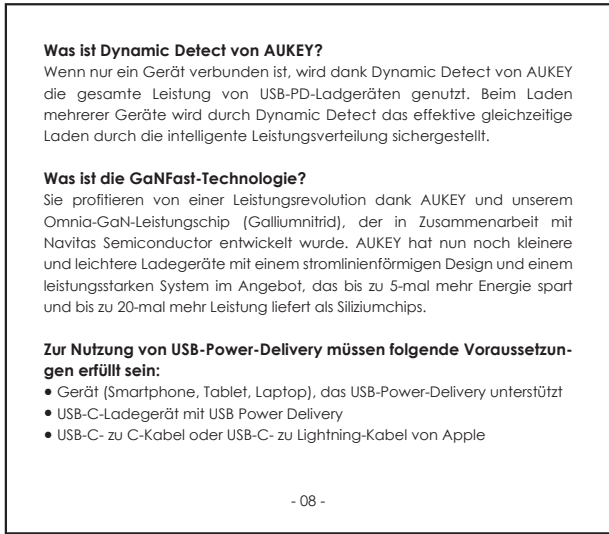 Was ist Dynamic Detect von AUKEY?
Wenn nur ein Gerät verbunden ist, wird dank Dynamic Detect von AUKEY
die gesamte Leistung von USB-PD-Ladgeräten genutzt. Beim Laden
mehrerer Geräte wird durch Dynamic Detect das effektive gleichzeitige
Laden durch die intelligente Leistungsverteilung sichergestellt.
Was ist die GaNFast-Technologie?
Sie profitieren von einer Leistungsrevolution dank AUKEY und unserem
Omnia-GaN-Leistungschip (Galliumnitrid), der in Zusammenarbeit mit
Navitas Semiconductor entwickelt wurde. AUKEY hat nun noch kleinere
und leichtere Ladegeräte mit einem stromlinienförmigen Design und einem
leistungsstarken System im Angebot, das bis zu 5-mal mehr Energie spart
und bis zu 20-mal mehr Leistung liefert als Siliziumchips.
Zur Nutzung von USB-Power-Delivery müssen folgende Voraussetzun-
gen erfüllt sein:
● Gerät (Smartphone, Tablet, Laptop), das USB-Power-Delivery unterstützt
● USB-C-Ladegerät mit USB Power Delivery
● USB-C- zu C-Kabel oder USB-C- zu Lightning-Kabel von Apple
- 08 -